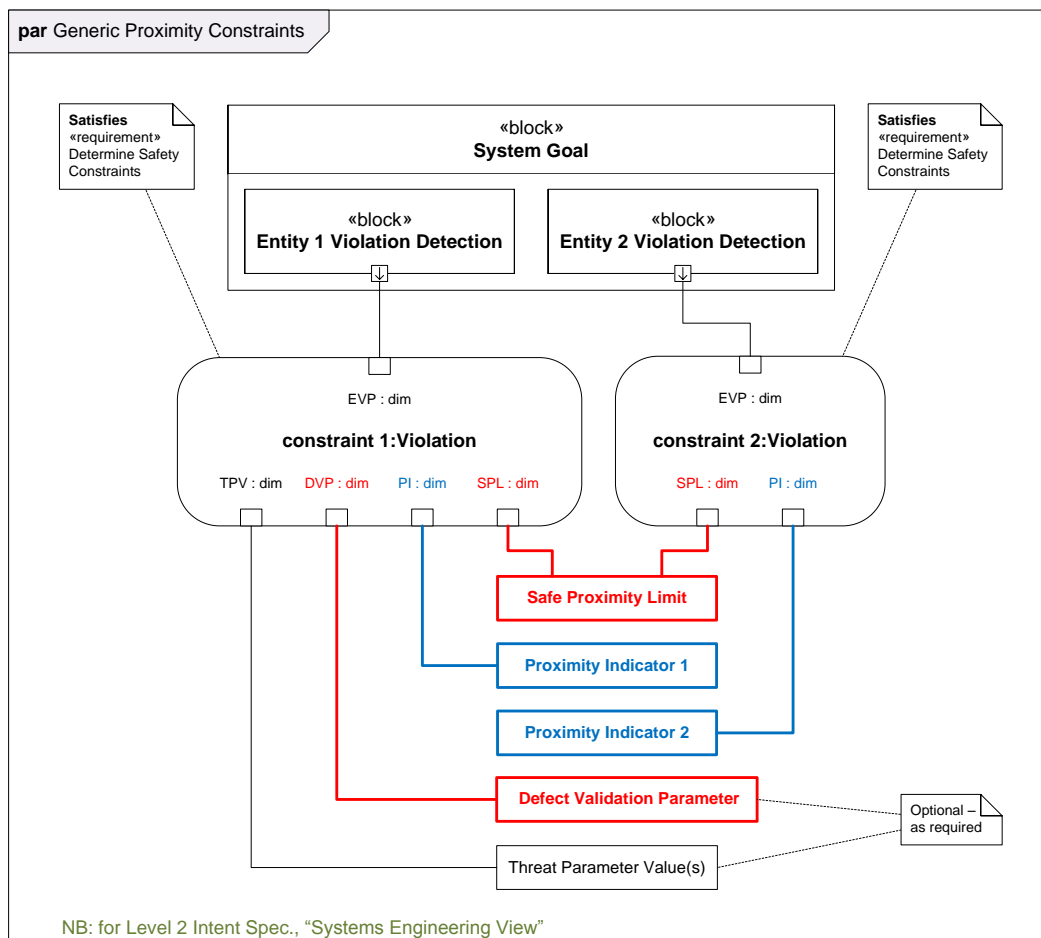 par Generic Proximity Constraints
Satisfies
«requirement»
Determine Safety
Constraints
«block»
System Goal
Satisfies
«requirement»
Determine Safety
Constraints
«block»
Entity 1 Violation Detection
«block»
Entity 2 Violation Detection
EVP : dim
constraint 1:Violation
TPV : dim
DVP : dim
PI : dim
SPL : dim
EVP : dim
constraint 2:Violation
SPL : dim
PI : dim
Safe Proximity Limit
Proximity Indicator 1
Proximity Indicator 2
Defect Validation Parameter
Optional –
as required
Threat Parameter Value(s)
NB: for Level 2 Intent Spec., “Systems Engineering View”